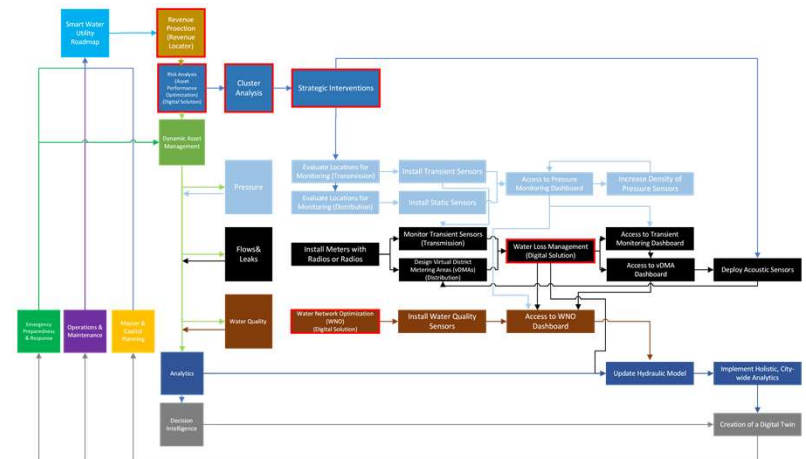 Smart Water
Utility
Roadmap
Revenue
Proection
(Revenue
Locator)
Risk Analysis
(Asset
Performance
Optimization)
(Digital Solution)
Cluster
Analysis
Strategic Interventions
Dynamic Asset
Management
Pressure
Evaluate Locations for
Monitoring (Transmission)
Install Transient Sensors
Evaluate Locations for
Monitoring (Distribution)
Install Static Sensors
Access to Pressure
Monitoring Dashboard
Increase Density of
Pressure Sensors
Flows&
Leaks
Install Meters with
Radios or Radios
Monitor Transient Sensors
(Transmission)
Design Virtual District
Metering Areas (vDMAs)
(Distribution)
Water Loss Management
(Digital Solution)
Access to Transient
Monitoring Dashboard
Access to vDMA
Dashboard
Deploy Acoustic Sensors
Water Quality
Water Network Optimization
(WNO)
(Digital Solution)
Install Water Quality
Sensors
Access to WNO
Dashboard
Emergency
Preparedness
& Response
Operations &
Maintenance
Master &
Capital
Planning
Analytics
Update Hydraulic Model
Implement Holistic, City-
wide Analytics
Decision
Intelligence
Creation of a Digital Twin